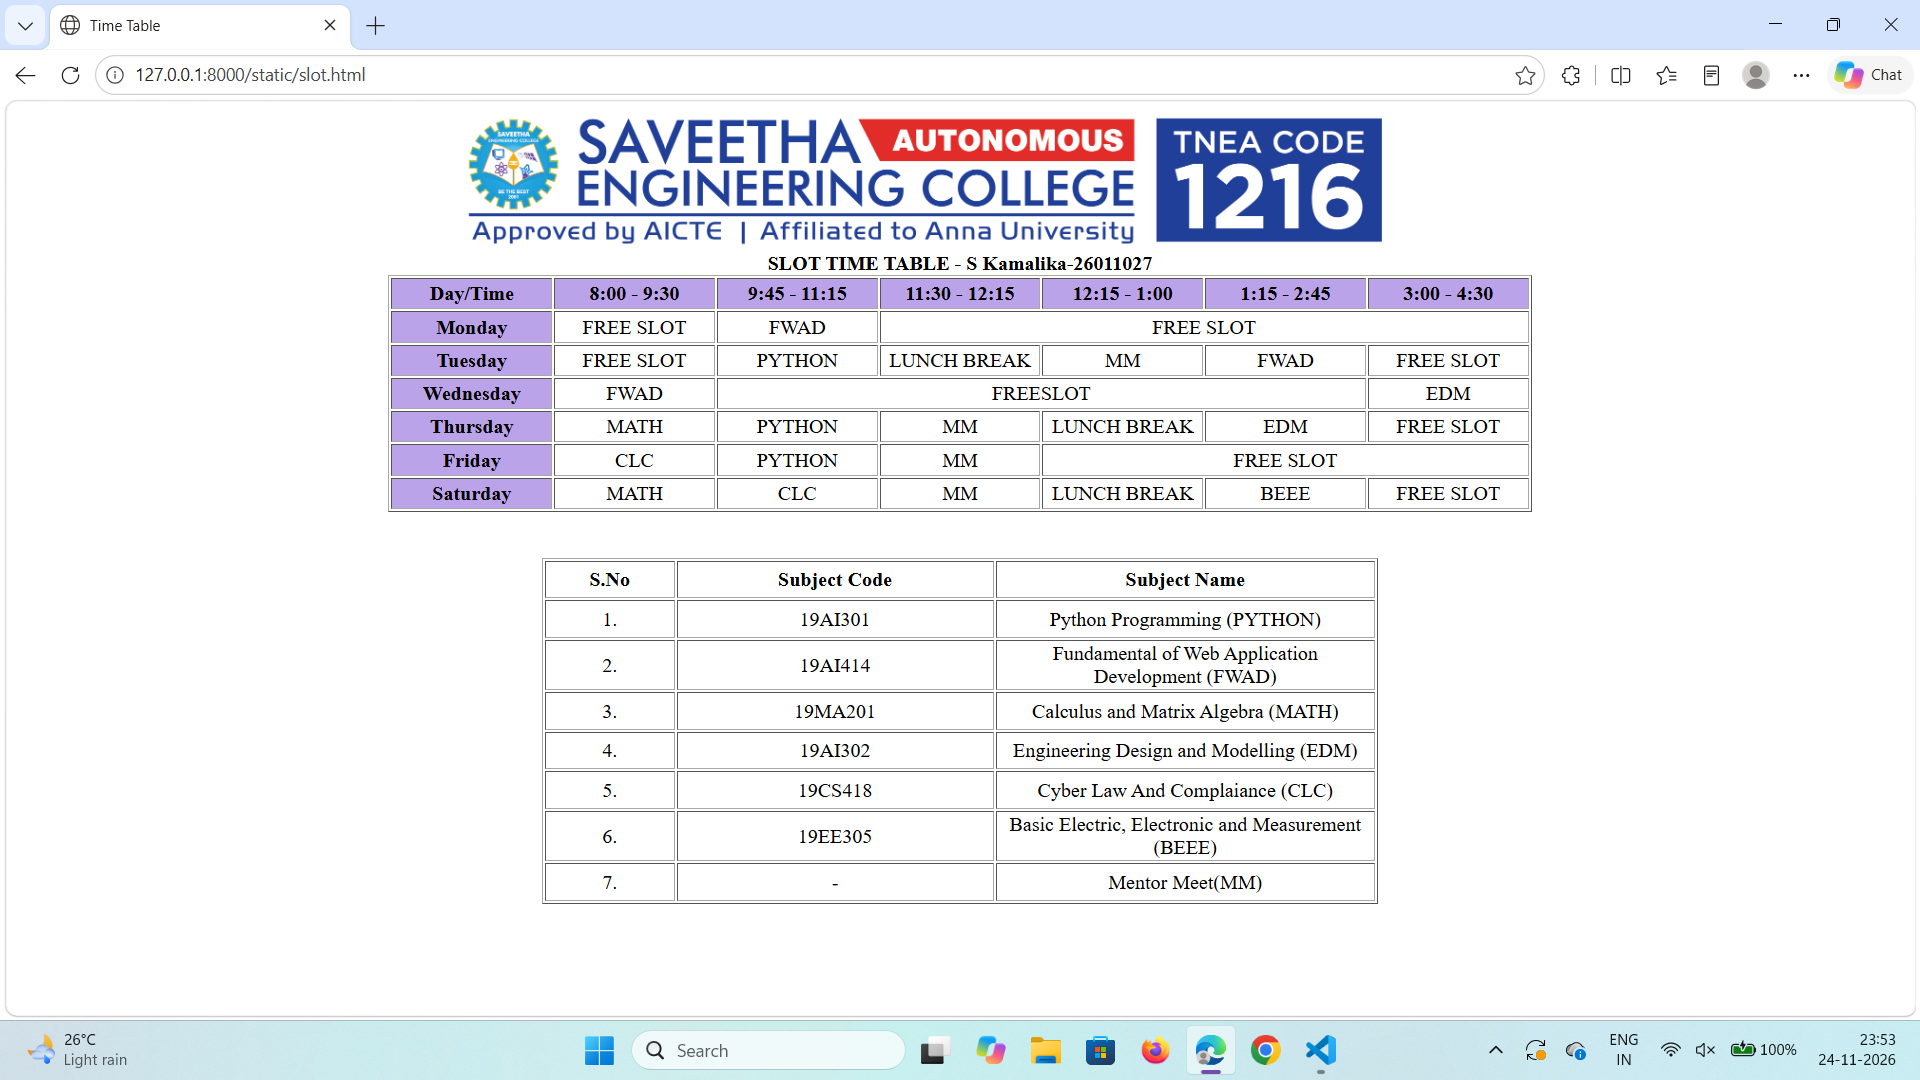 Time Table
127.0.0.1:8000/static/slot.html
Chat
SAVEETHA AUTONOMOUS
ENGINEERING COLLEGE
Approved by AICTE | Affiliated to Anna University
SAVEETHA
ENGINEERING COLLEGE
BE THE BEST
2001
TNEA CODE
1216
SLOT TIME TABLE - S Kamalika-26011027
Day/Time 8:00 - 9:30 9:45 - 11:15 11:30 - 12:15 12:15 - 1:00 1:15 - 2:45 3:00 - 4:30
Monday FREE SLOT FWAD FREE SLOT
Tuesday FREE SLOT PYTHON LUNCH BREAK MM FWAD FREE SLOT
Wednesday FWAD FREESLOT EDM
Thursday MATH PYTHON MM LUNCH BREAK EDM FREE SLOT
Friday CLC PYTHON MM FREE SLOT
Saturday MATH CLC MM LUNCH BREAK BEEE FREE SLOT
S.No Subject Code Subject Name
1. 19AI301 Python Programming (PYTHON)
2. 19AI414 Fundamental of Web Application
Development (FWAD)
3. 19MA201 Calculus and Matrix Algebra (MATH)
4. 19AI302 Engineering Design and Modelling (EDM)
5. 19CS418 Cyber Law And Complaiance (CLC)
6. 19EE305 Basic Electric, Electronic and Measurement
(BEEE)
7. - Mentor Meet(MM)
26°C
Light rain
Search
ENG
IN
100%
23:53
24-11-2026